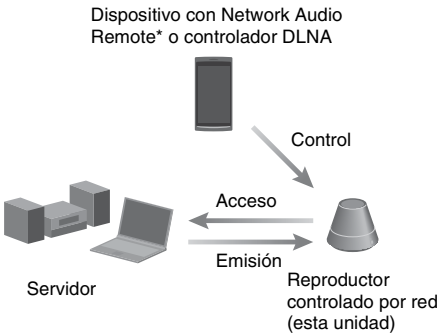 Dispositivo con Network Audio
Remote* o controlador DLNA
Control
Acceso
Emisión
Servidor
Reproductor
controlado por red
(esta unidad)